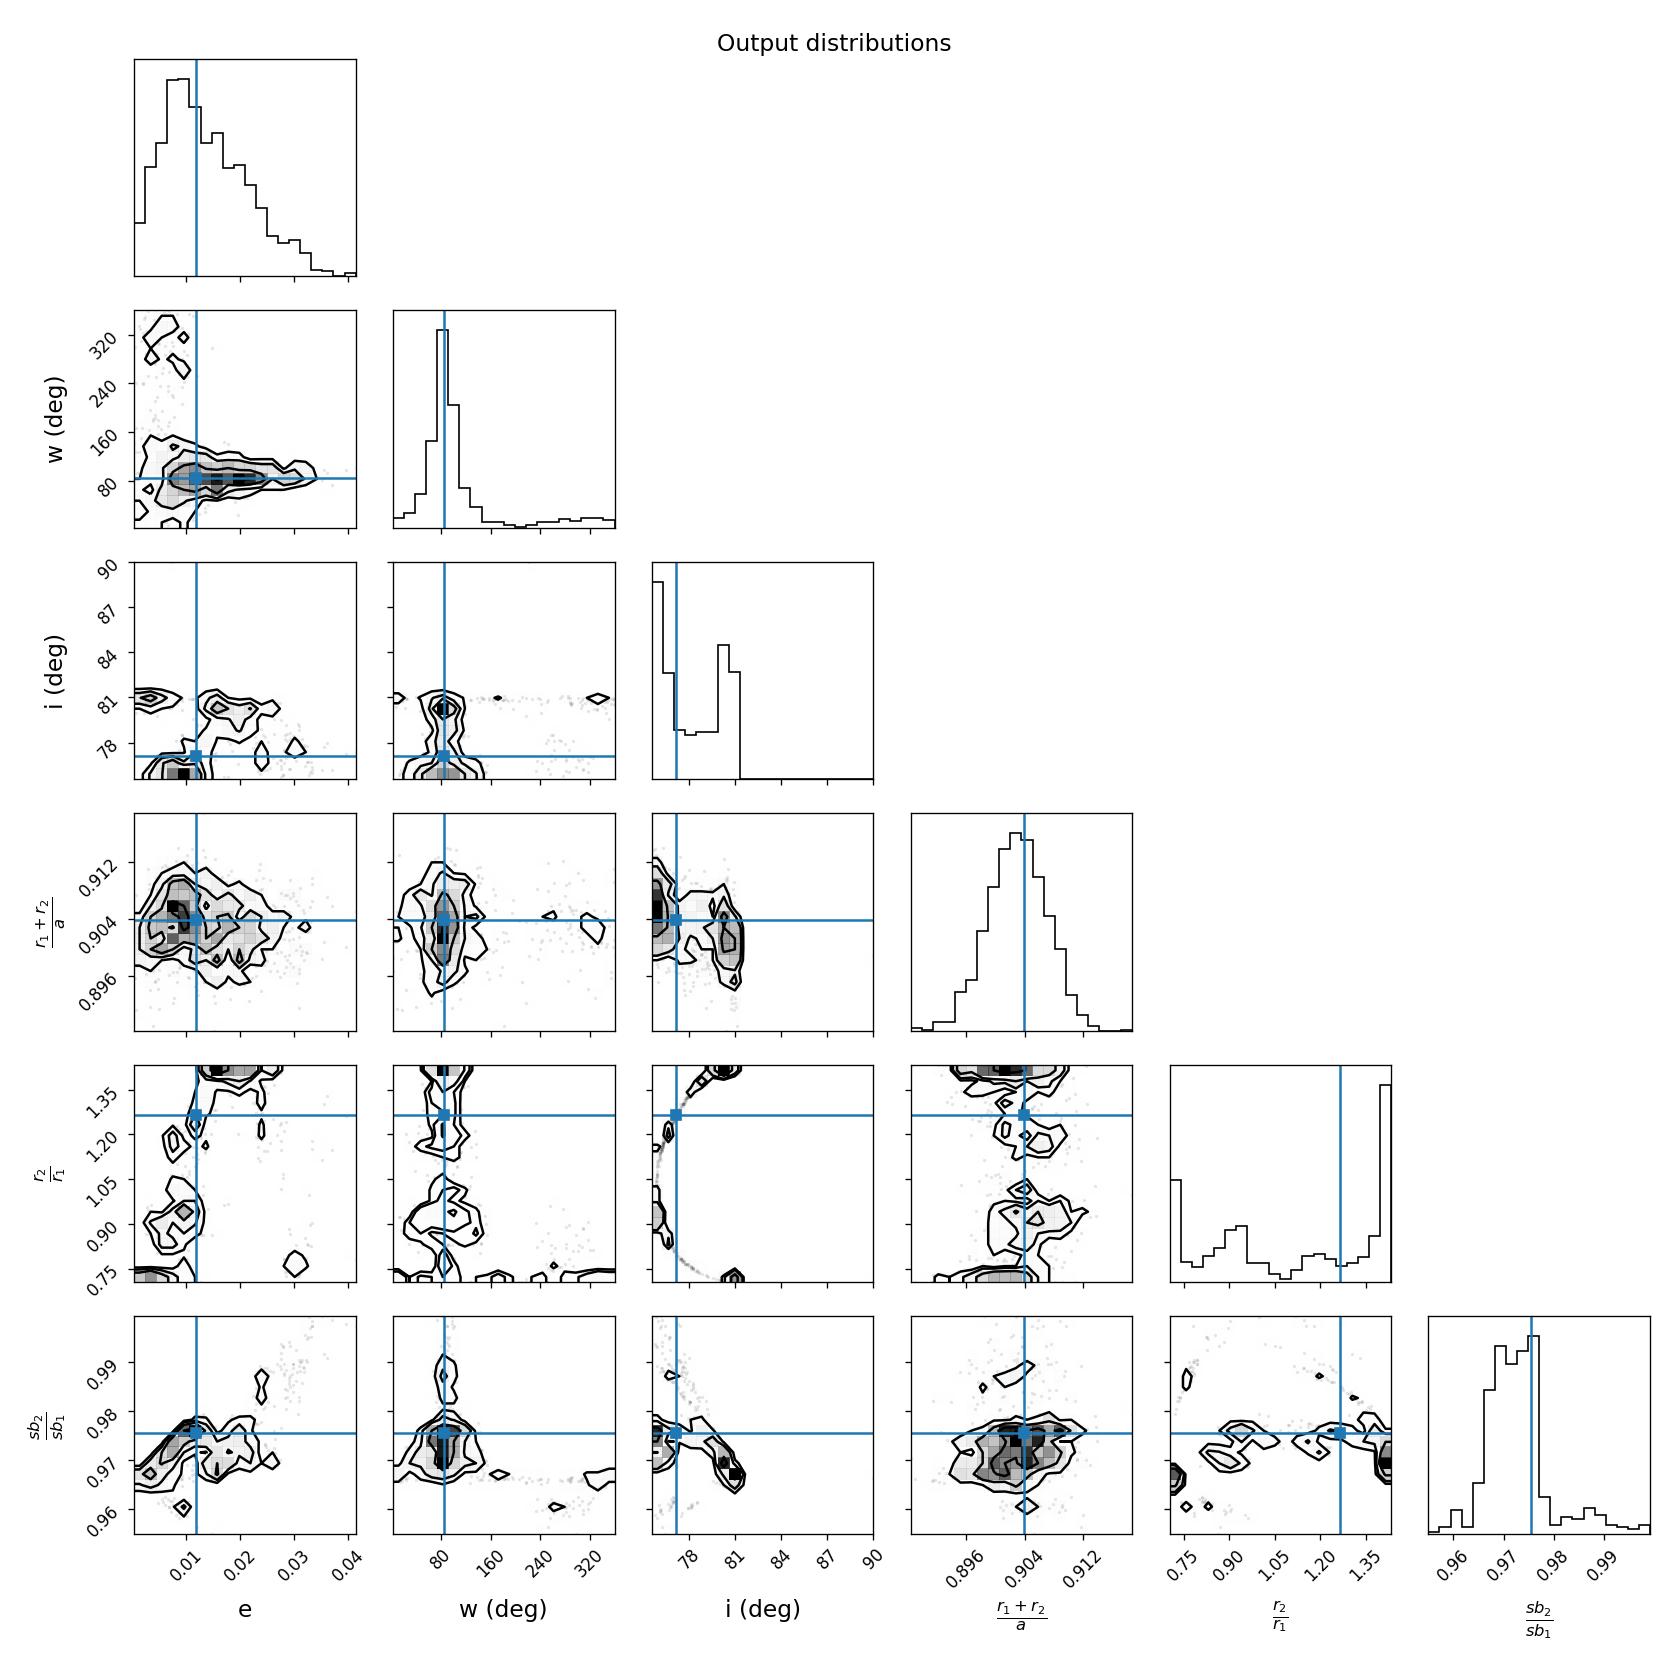 Output distributions
w (deg)
320
240
160
80
i (deg)
90
87
84
81
78
r₁ + r₂
a
0.912
0.904
0.896
r₂
r₁
1.35
1.20
1.05
0.90
0.75
sb₂
sb₁
0.99
0.98
0.97
0.96
0.01 0.02 0.03 0.04 80 160 240 320 78 81 84 87 90 0.896 0.904 0.912 0.75 0.90 1.05 1.20 1.35 0.96 0.97 0.98 0.99
e w (deg) i (deg) r₁ + r₂ r₂ sb₂
a r₁ sb₁